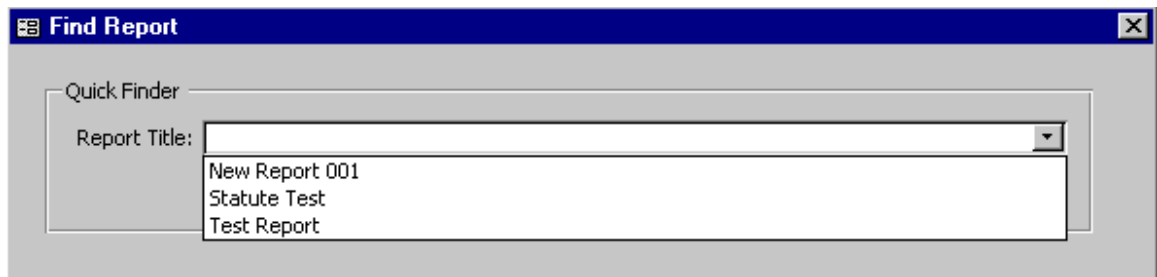 Find Report
Quick Finder
Report Title:
New Report 001
Statute Test
Test Report